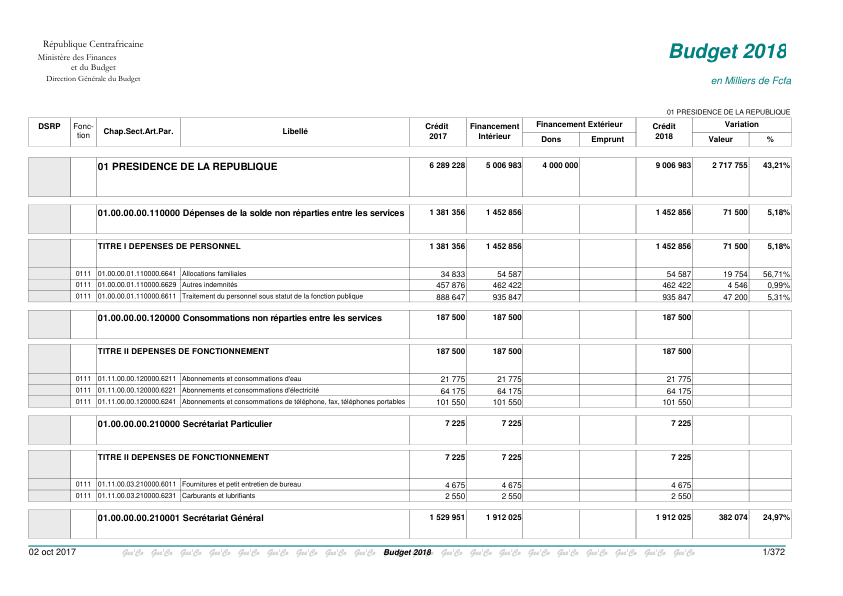 République Centrafricaine
Ministère des Finances
et du Budget
Direction Générale du Budget
Budget 2018
en Milliers de Fcfa
01 PRESIDENCE DE LA REPUBLIQUE
DSRP Fonc-tion Chap.Sect.Art.Par. Libellé Crédit 2017 Financement Intérieur Financement Extérieur Dons Emprunt Crédit 2018 Variation Valeur %
01 PRESIDENCE DE LA REPUBLIQUE 6 289 228 5 006 983 4 000 000 9 006 983 2 717 755 43,21%
01.00.00.00.110000 Dépenses de la solde non réparties entre les services 1 381 356 1 452 856 1 452 856 71 500 5,18%
TITRE I DEPENSES DE PERSONNEL 1 381 356 1 452 856 1 452 856 71 500 5,18%
0111 01.00.00.01.110000.6641 Allocations familiales 34 833 54 587 54 587 19 754 56,71%
0111 01.00.00.01.110000.6629 Autres indemnités 457 876 462 422 462 422 4 546 0,99%
0111 01.00.00.01.110000.6611 Traitement du personnel sous statut de la fonction publique 888 647 935 847 935 847 47 200 5,31%
01.00.00.00.120000 Consommations non réparties entre les services 187 500 187 500 187 500
TITRE II DEPENSES DE FONCTIONNEMENT 187 500 187 500 187 500
0111 01.11.00.00.120000.6211 Abonnements et consommations d'eau 21 775 21 775 21 775
0111 01.11.00.00.120000.6221 Abonnements et consommations d'électricité 64 175 64 175 64 175
0111 01.11.00.00.120000.6241 Abonnements et consommations de téléphone, fax, téléphones portables 101 550 101 550 101 550
01.00.00.00.210000 Secrétariat Particulier 7 225 7 225 7 225
TITRE II DEPENSES DE FONCTIONNEMENT 7 225 7 225 7 225
0111 01.11.00.03.210000.6011 Fournitures et petit entretien de bureau 4 675 4 675 4 675
0111 01.11.00.03.210000.6231 Carburants et lubrifiants 2 550 2 550 2 550
01.00.00.00.210001 Secrétariat Général 1 529 951 1 912 025 1 912 025 382 074 24,97%
02 oct 2017 Budget 2018 1/372